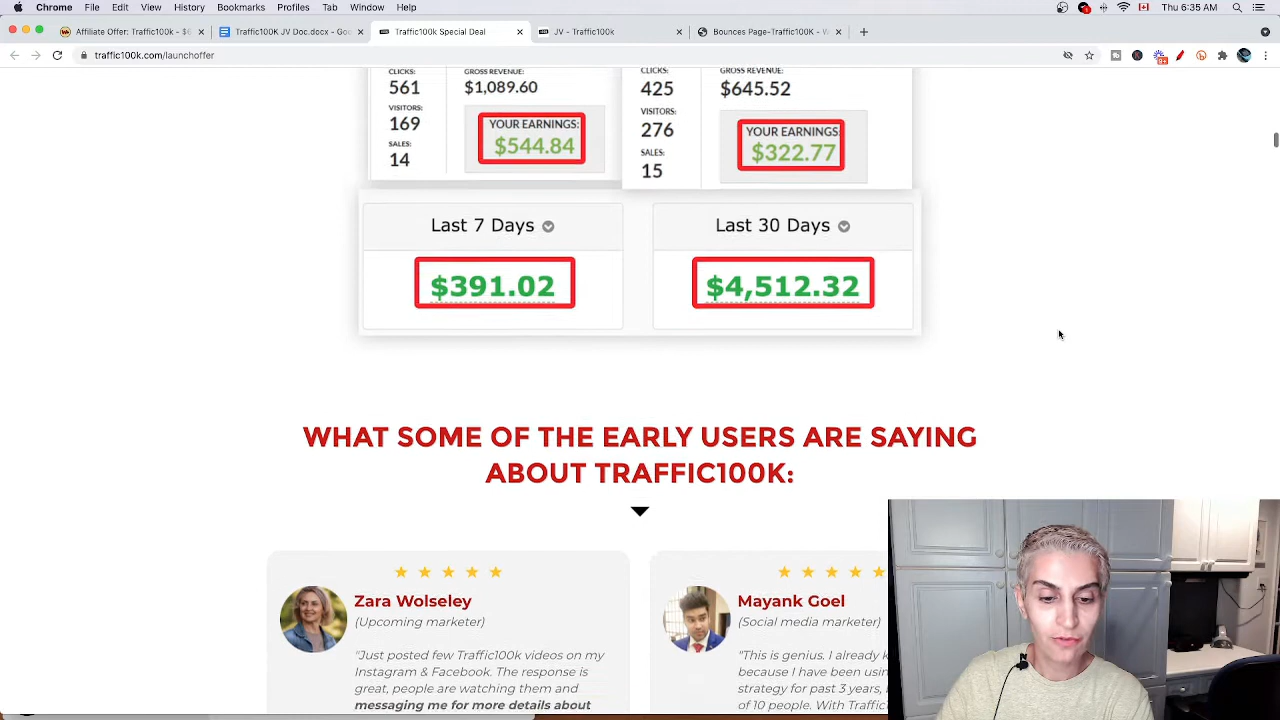 Chrome File Edit View History Bookmarks Profiles Tab Window Help
Thu 6:35 AM
Affiliate Offer: Traffic100k - $6
Traffic100K JV Doc.docx - Goo
Traffic100k Special Deal
JV - Traffic100k
Bounces Page-Traffic100K - W
traffic100k.com/launchoffer
CLICKS:
561
VISITORS:
169
SALES:
14
GROSS REVENUE:
$1,089.60
YOUR EARNINGS:
$544.84
CLICKS:
425
VISITORS:
276
SALES:
15
GROSS REVENUE:
$645.52
YOUR EARNINGS:
$322.77
Last 7 Days
$391.02
Last 30 Days
$4,512.32
WHAT SOME OF THE EARLY USERS ARE SAYING
ABOUT TRAFFIC100K:
Zara Wolseley
(Upcoming marketer)
"Just posted few Traffic100k videos on my
Instagram & Facebook. The response is
great, people are watching them and
messaging me for more details about
Mayank Goel
(Social media marketer)
"This is genius. I already k
because I have been usin
strategy for past 3 years,
of 10 people. With Traffic